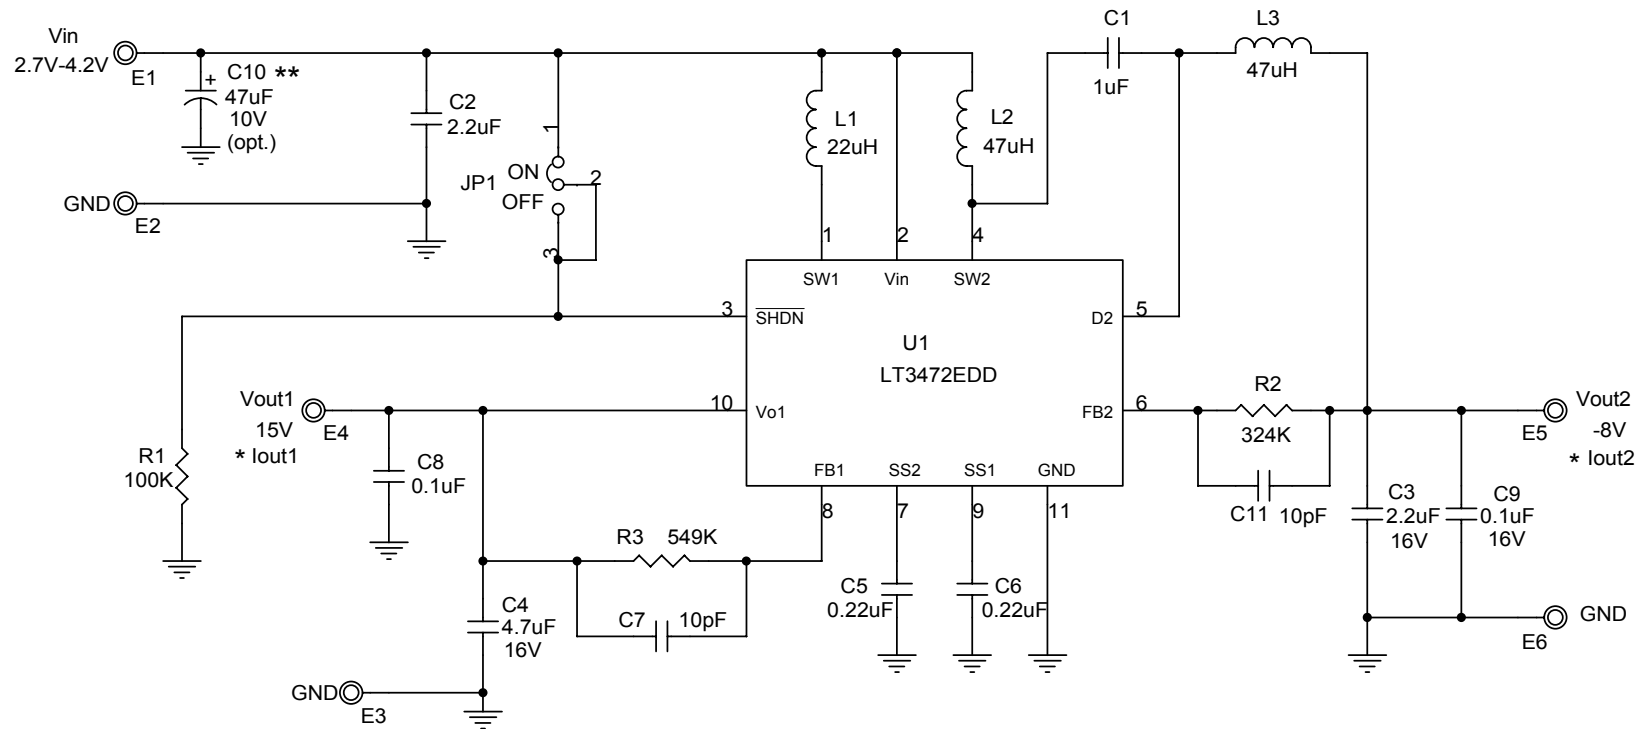 Vin
2.7V-4.2V
E1
C10 **
+
47uF
10V
(opt.)
C2
2.2uF
GND
E2
1
JP1
ON
2
OFF
3
L1
22uH
L2
47uH
C1
1uF
L3
47uH
1
2
4
SW1
Vin
SW2
3
SHDN
D2
5
U1
LT3472EDD
Vout1
15V
* Iout1
E4
10
Vo1
FB2
6
R2
324K
Vout2
-8V
* Iout2
E5
R1
100K
C8
0.1uF
FB1
SS2
SS1
GND
8
7
9
11
C11
10pF
C3
2.2uF
16V
C9
0.1uF
16V
R3
549K
C7
10pF
C5
0.22uF
C6
0.22uF
C4
4.7uF
16V
GND
E6
GND
E3